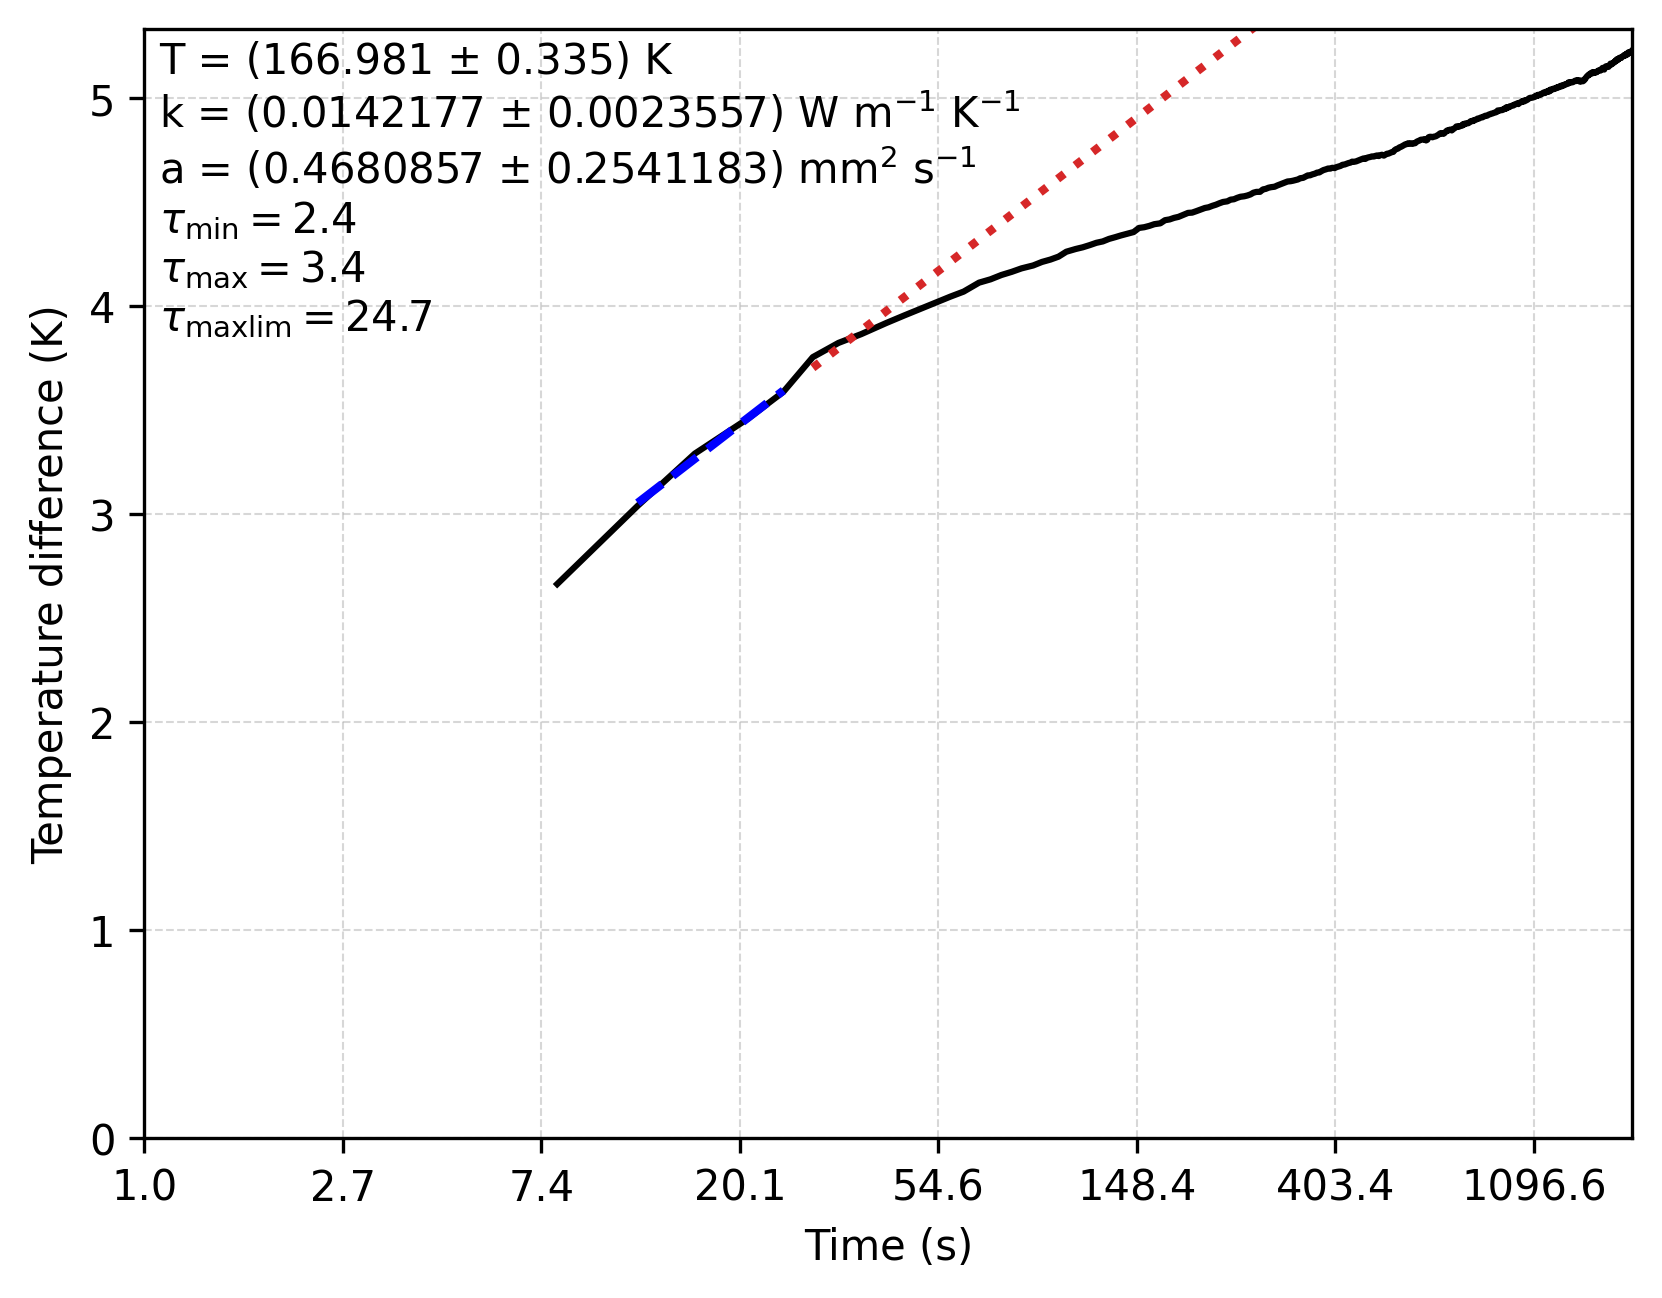 T = (166.981 ± 0.335) K
k = (0.0142177 ± 0.0023557) W m⁻¹ K⁻¹
a = (0.4680857 ± 0.2541183) mm² s⁻¹
τmin = 2.4
τmax = 3.4
τmaxlim = 24.7
Temperature difference (K)
5
4
3
2
1
0
1.0 2.7 7.4 20.1 54.6 148.4 403.4 1096.6
Time (s)